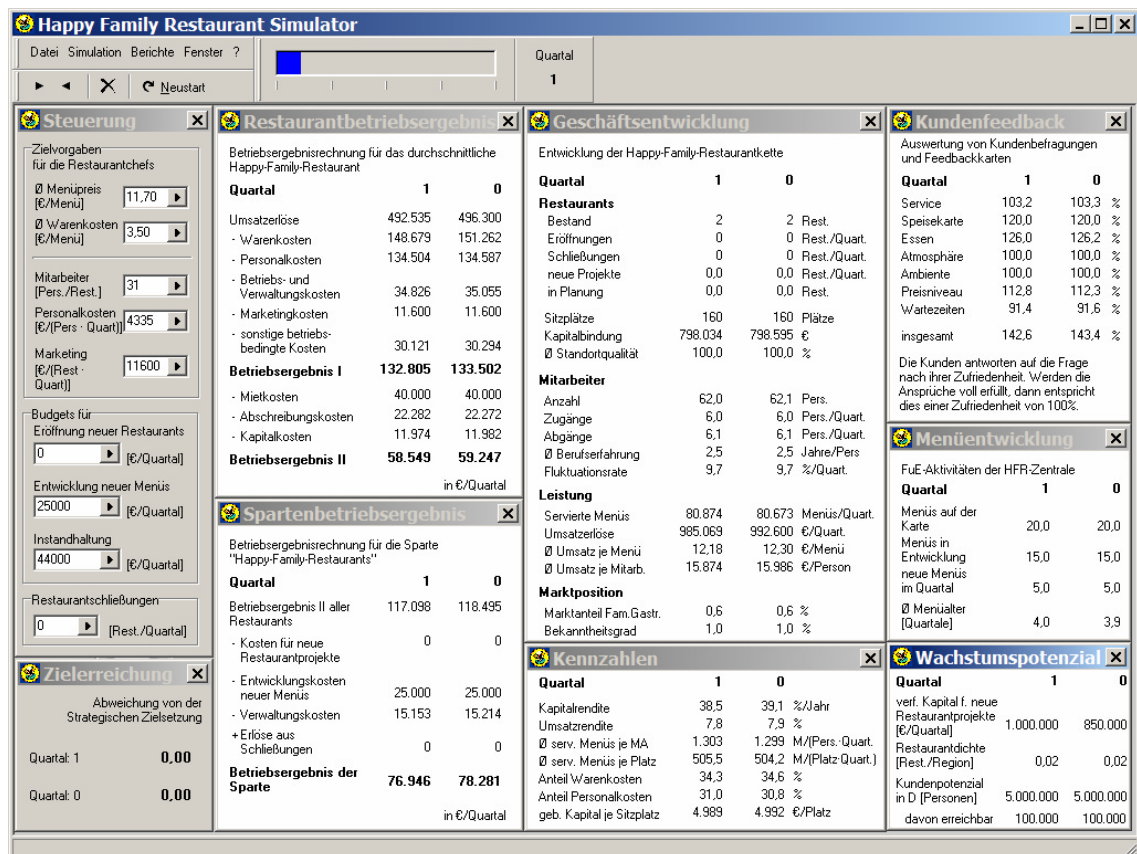 Happy Family Restaurant Simulator
Datei Simulation Berichte Fenster ?
Neustart
Quartal
1
Steuerung
Zielvorgaben
für die Restaurantchefs
Ø Menüpreis
[€/Menü] 11,70
Ø Warenkosten
[€/Menü] 3,50
Mitarbeiter
[Pers./Rest.] 31
Personalkosten
[€/(Pers · Quart)] 4335
Marketing
[€/(Rest ·
Quart)] 11600
Budgets für
Eröffnung neuer Restaurants
0 [€/Quartal]
Entwicklung neuer Menüs
25000 [€/Quartal]
Instandhaltung
44000 [€/Quartal]
Restaurantschließungen
0 [Rest./Quartal]
Zielerreichung
Abweichung von der
Strategischen Zielsetzung
Quartal: 1 0,00
Quartal: 0 0,00
Restaurantbetriebsergebnis
Betriebsergebnisrechnung für das durchschnittliche
Happy-Family-Restaurant
Quartal 1 0
Umsatzerlöse 492.535 496.300
- Warenkosten 148.679 151.262
- Personalkosten 134.504 134.587
- Betriebs- und
Verwaltungskosten 34.826 35.055
- Marketingkosten 11.600 11.600
- sonstige betriebs-
bedingte Kosten 30.121 30.294
Betriebsergebnis I 132.805 133.502
- Mietkosten 40.000 40.000
- Abschreibungskosten 22.282 22.272
- Kapitalkosten 11.974 11.982
Betriebsergebnis II 58.549 59.247
in €/Quartal
Spartenbetriebsergebnis
Betriebsergebnisrechnung für die Sparte
"Happy-Family-Restaurants"
Quartal 1 0
Betriebsergebnis II aller
Restaurants 117.098 118.495
- Kosten für neue
Restaurantprojekte 0 0
- Entwicklungskosten
neuer Menüs 25.000 25.000
- Verwaltungskosten 15.153 15.214
+ Erlöse aus
Schließungen 0 0
Betriebsergebnis der
Sparte 76.946 78.281
in €/Quartal
Geschäftsentwicklung
Entwicklung der Happy-Family-Restaurantkette
Quartal 1 0
Restaurants
Bestand 2 2 Rest.
Eröffnungen 0 0 Rest./Quart.
Schließungen 0 0 Rest./Quart.
neue Projekte 0,0 0,0 Rest./Quart.
in Planung 0,0 0,0 Rest.
Sitzplätze 160 160 Plätze
Kapitalbindung 798.034 798.595 €
Ø Standortqualität 100,0 100,0 %
Mitarbeiter
Anzahl 62,0 62,1 Pers.
Zugänge 6,0 6,0 Pers./Quart.
Abgänge 6,1 6,1 Pers./Quart.
Ø Berufserfahrung 2,5 2,5 Jahre/Pers
Fluktuationsrate 9,7 9,7 %/Quart.
Leistung
Servierte Menüs 80.874 80.673 Menüs/Quart.
Umsatzerlöse 985.069 992.600 €/Quart.
Ø Umsatz je Menü 12,18 12,30 €/Menü
Ø Umsatz je Mitarb. 15.874 15.986 €/Person
Marktposition
Marktanteil Fam.Gastr. 0,6 0,6 %
Bekanntheitsgrad 1,0 1,0 %
Kennzahlen
Quartal 1 0
Kapitalrendite 38,5 39,1 %/Jahr
Umsatzrendite 7,8 7,9 %
Ø serv. Menüs je MA 1.303 1.299 M/(Pers.·Quart.
Ø serv. Menüs je Platz 505,5 504,2 M/(Platz·Quart.)
Anteil Warenkosten 34,3 34,6 %
Anteil Personalkosten 31,0 30,8 %
geb. Kapital je Sitzplatz 4.989 4.992 €/Platz
Kundenfeedback
Auswertung von Kundenbefragungen
und Feedbackkarten
Quartal 1 0
Service 103,2 103,3 %
Speisekarte 120,0 120,0 %
Essen 126,0 126,2 %
Atmosphäre 100,0 100,0 %
Ambiente 100,0 100,0 %
Preisniveau 112,8 112,3 %
Wartezeiten 91,4 91,6 %
insgesamt 142,6 143,4 %
Die Kunden antworten auf die Frage
nach ihrer Zufriedenheit. Werden die
Ansprüche voll erfüllt, dann entspricht
dies einer Zufriedenheit von 100%.
Menüentwicklung
FuE-Aktivitäten der HFR-Zentrale
Quartal 1 0
Menüs auf der
Karte 20,0 20,0
Menüs in
Entwicklung 15,0 15,0
neue Menüs
im Quartal 5,0 5,0
Ø Menüalter
[Quartale] 4,0 3,9
Wachstumspotenzial
Quartal 1 0
verf. Kapital f. neue
Restaurantprojekte
[€/Quartal] 1.000.000 850.000
Restaurantdichte
[Rest./Region] 0,02 0,02
Kundenpotenzial
in D [Personen] 5.000.000 5.000.000
davon erreichbar 100.000 100.000